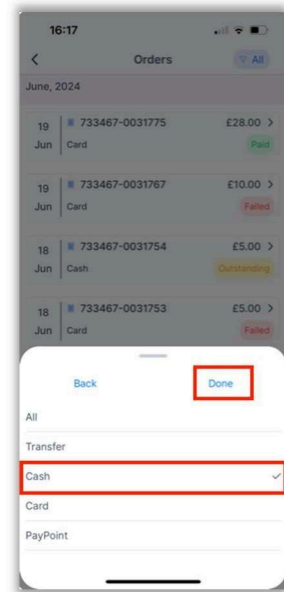 16:17
Orders
All
June, 2024
19 733467-0031775 £28.00 >
Jun Card Paid
19 733467-0031767 £10.00 >
Jun Card Failed
18 733467-0031754 £5.00 >
Jun Cash Outstanding
18 733467-0031753 £5.00 >
Jun Card Failed
Back Done
All
Transfer
Cash
Card
PayPoint